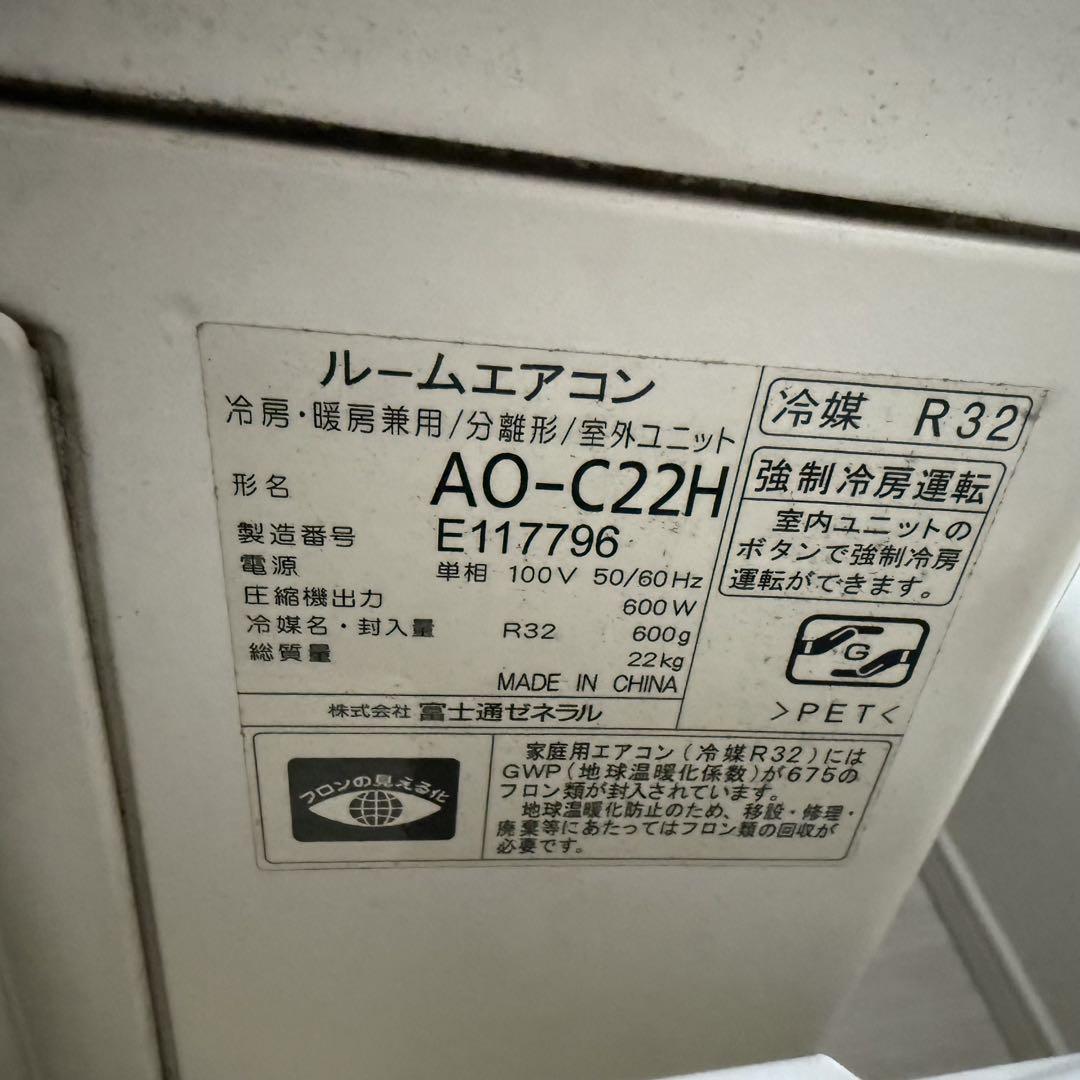 ルームエアコン
冷房・暖房兼用/分離形/室外ユニット
形名 AO-C22H
製造番号 E117796
電源 単相 100V 50/60Hz
圧縮機出力 600W
冷媒名・封入量 R32 600g
総質量 22kg
MADE IN CHINA
株式会社 富士通ゼネラル
冷媒 R32
強制冷房運転
室内ユニットの
ボタンで強制冷房
運転ができます。
G
>PET<
フロンの見える化
家庭用エアコン(冷媒R32)には
GWP(地球温暖化係数)が675の
フロン類が封入されています。
地球温暖化防止のため、移設・修理・
廃棄等にあたってはフロン類の回収が
必要です。